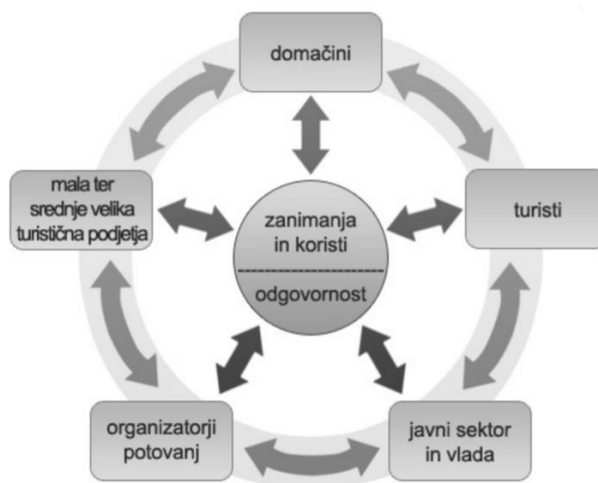 domačini
mala ter
srednje velika
turistična podjetja
zanimanja
in koristi
odgovornost
turisti
organizatorji
potovanj
javni sektor
in vlada